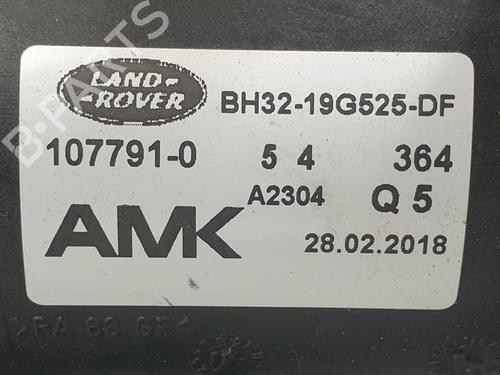 B-PARTS
LAND-
-ROVER
BH32-19G525-DF
107791-0 5 4 364
A2304 Q 5
AMK
28.02.2018